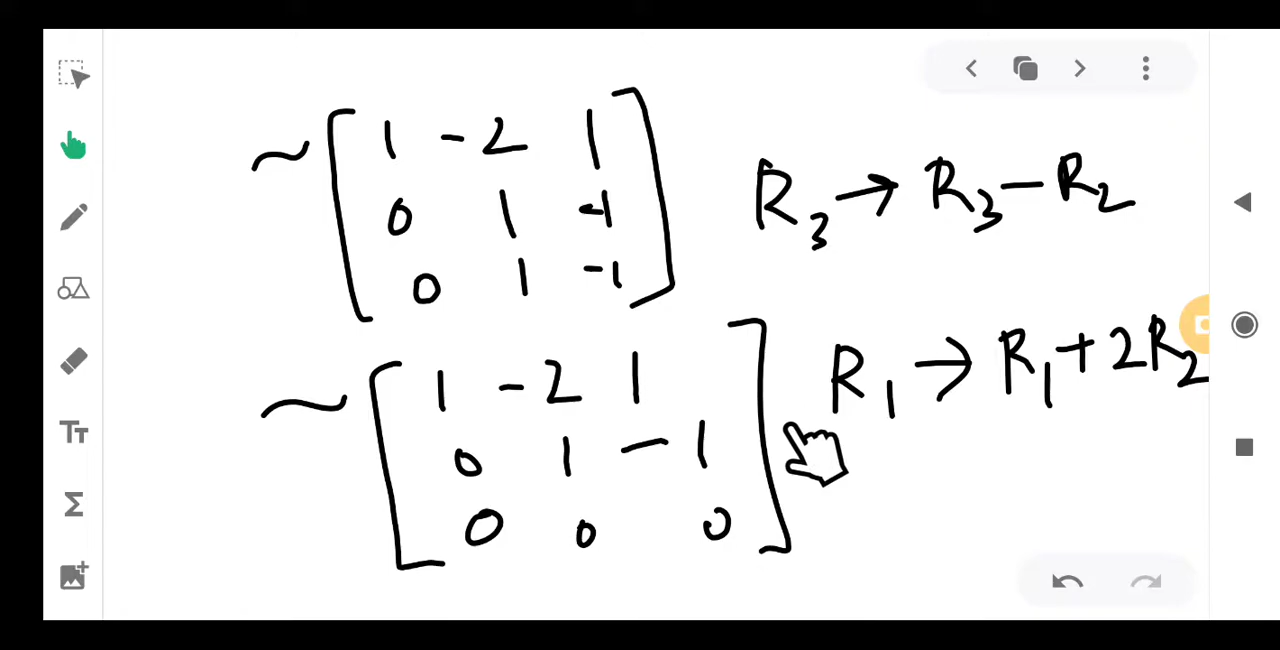 ~ [ 1 -2 1
0 1 -1
0 1 -1 ] R3 → R3 - R2
~ [ 1 -2 1
0 1 -1
0 0 0 ] R1 → R1 + 2R2
Tт
Σ